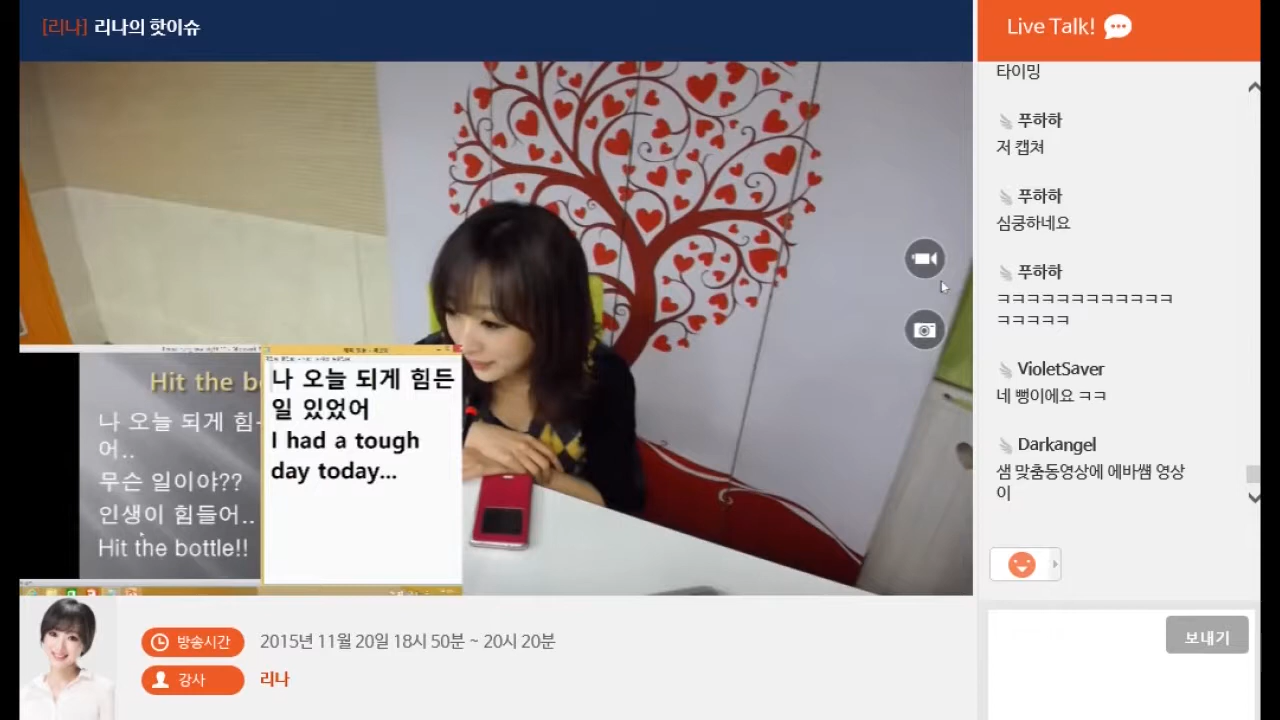 [리나] 리나의 핫이슈
Live Talk!
타이밍
푸하하
저 캡쳐
푸하하
심쿵하네요
푸하하
ㅋㅋㅋㅋㅋㅋㅋㅋㅋㅋㅋㅋ
ㅋㅋㅋㅋㅋ
VioletSaver
네 뻥이에요 ㅋㅋ
Darkangel
샘 맞춤동영상에 에바쌤 영상
이
보내기
Hit the
나 오늘 되게 힘
어..
무슨 일이야??
인생이 힘들어..
Hit the bottle!!
나 오늘 되게 힘든
일 있었어
I had a tough
day today...
방송시간 2015년 11월 20일 18시 50분 ~ 20시 20분
강사 리나